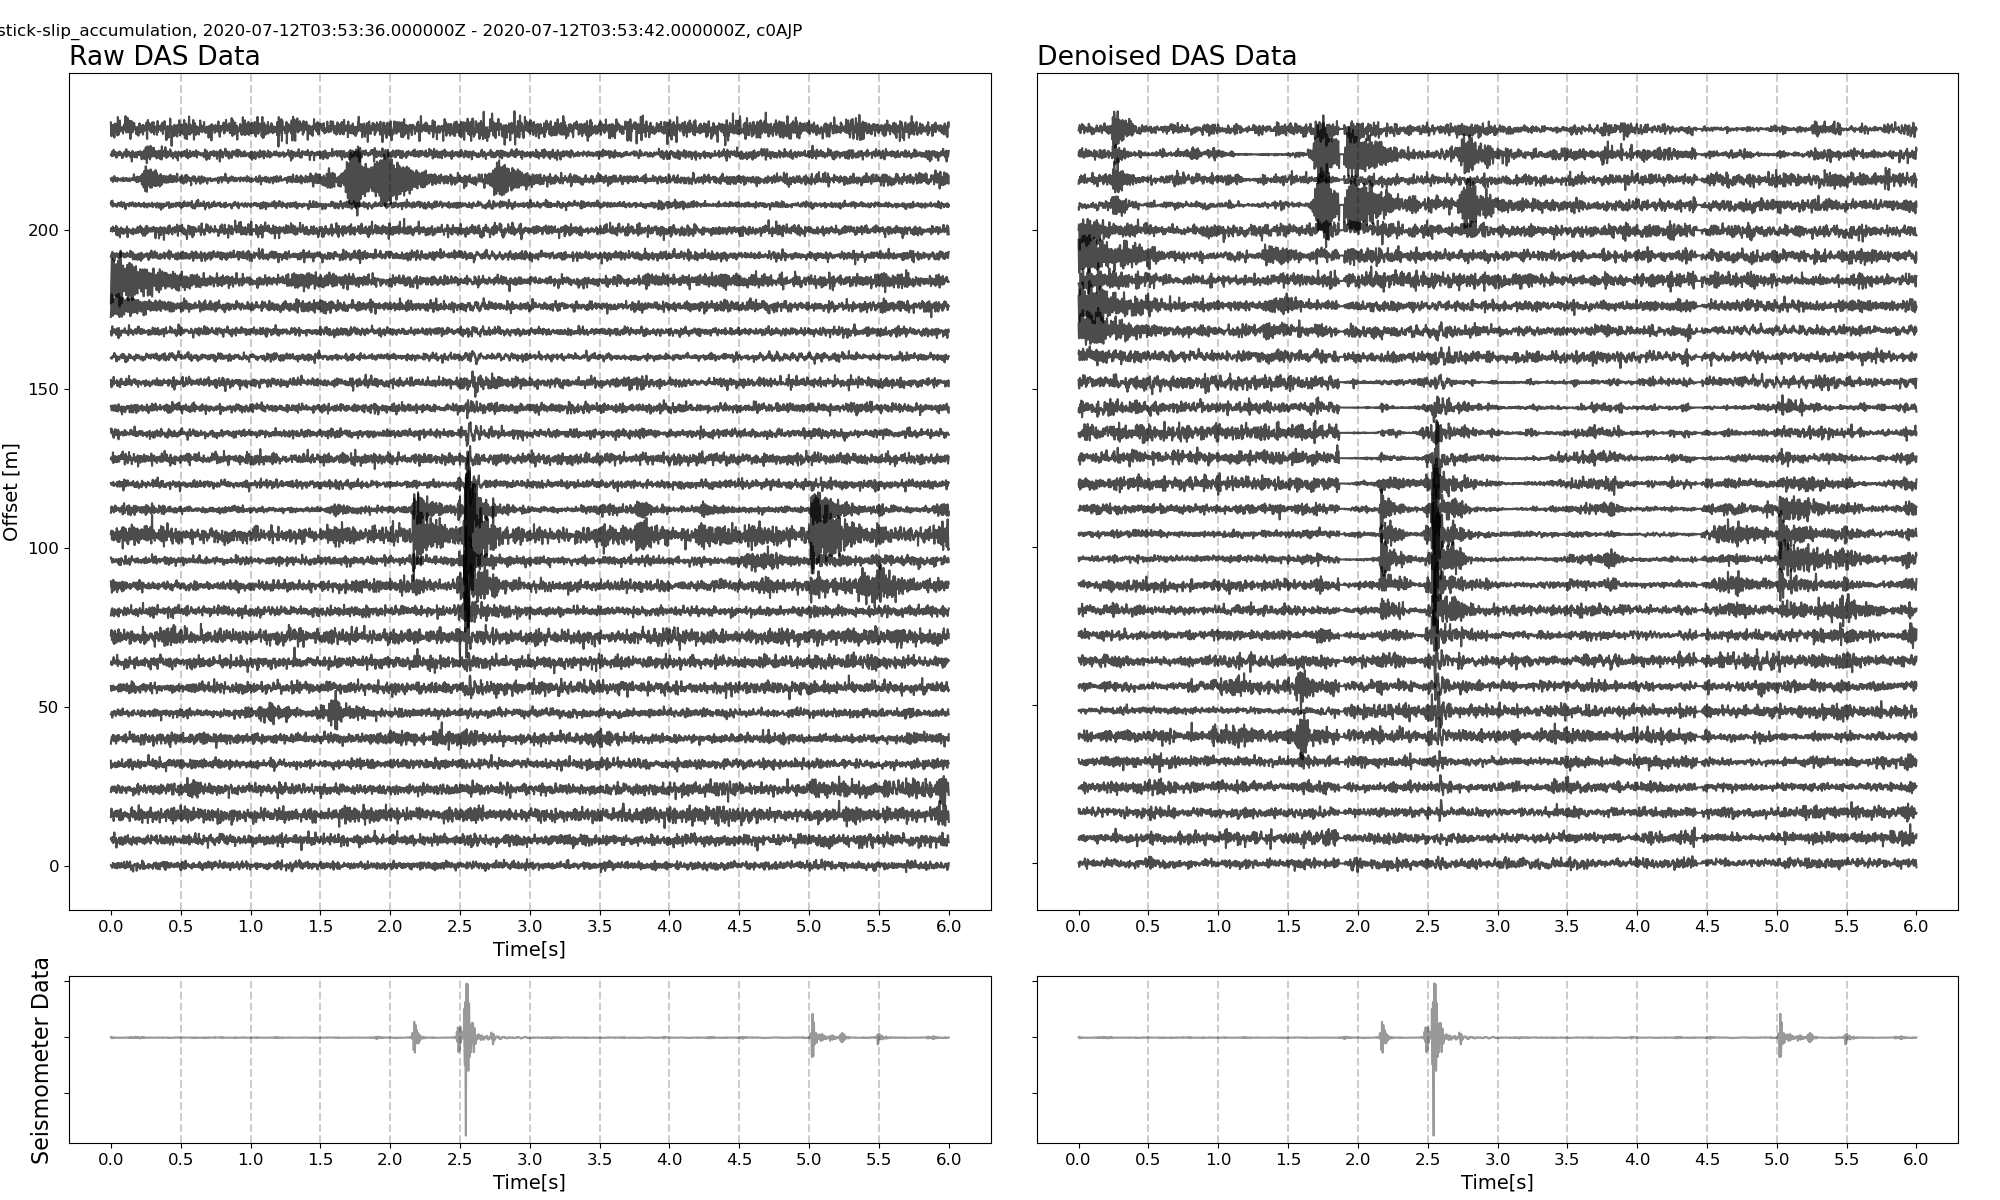 stick-slip_accumulation, 2020-07-12T03:53:36.000000Z - 2020-07-12T03:53:42.000000Z, c0AJP
Raw DAS Data
Denoised DAS Data
Offset [m]
200
150
100
50
0
0.0 0.5 1.0 1.5 2.0 2.5 3.0 3.5 4.0 4.5 5.0 5.5 6.0
Time[s]
0.0 0.5 1.0 1.5 2.0 2.5 3.0 3.5 4.0 4.5 5.0 5.5 6.0
Seismometer Data
0.0 0.5 1.0 1.5 2.0 2.5 3.0 3.5 4.0 4.5 5.0 5.5 6.0
Time[s]
0.0 0.5 1.0 1.5 2.0 2.5 3.0 3.5 4.0 4.5 5.0 5.5 6.0
Time[s]